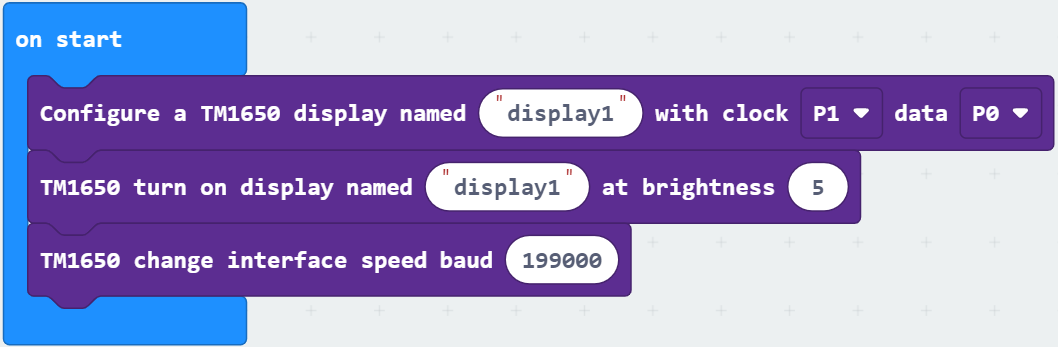 on start
Configure a TM1650 display named "display1" with clock P1 data P0
TM1650 turn on display named "display1" at brightness 5
TM1650 change interface speed baud 199000